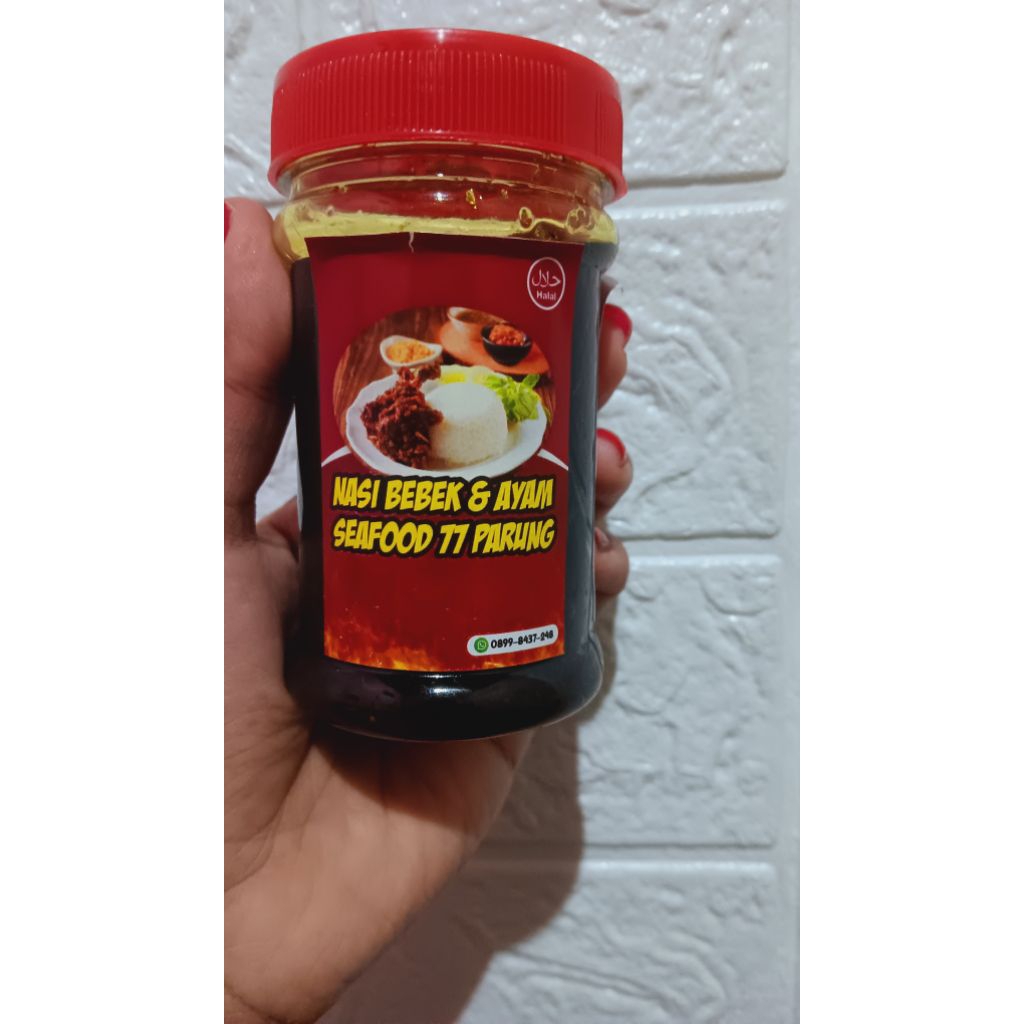 حلال
Halal
NASI BEBEK & AYAM
SEAFOOD 77 PARUNG
0899-8437-248